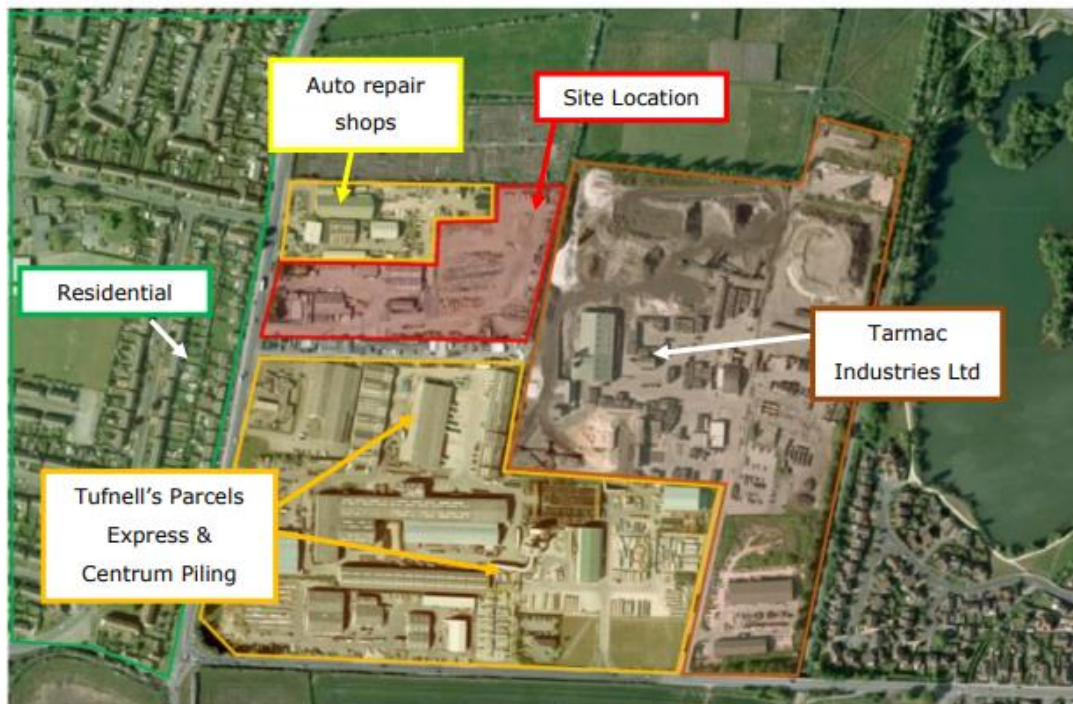 Auto repair
shops
Site Location
Residential
Tarmac
Industries Ltd
Tufnell’s Parcels
Express &
Centrum Piling